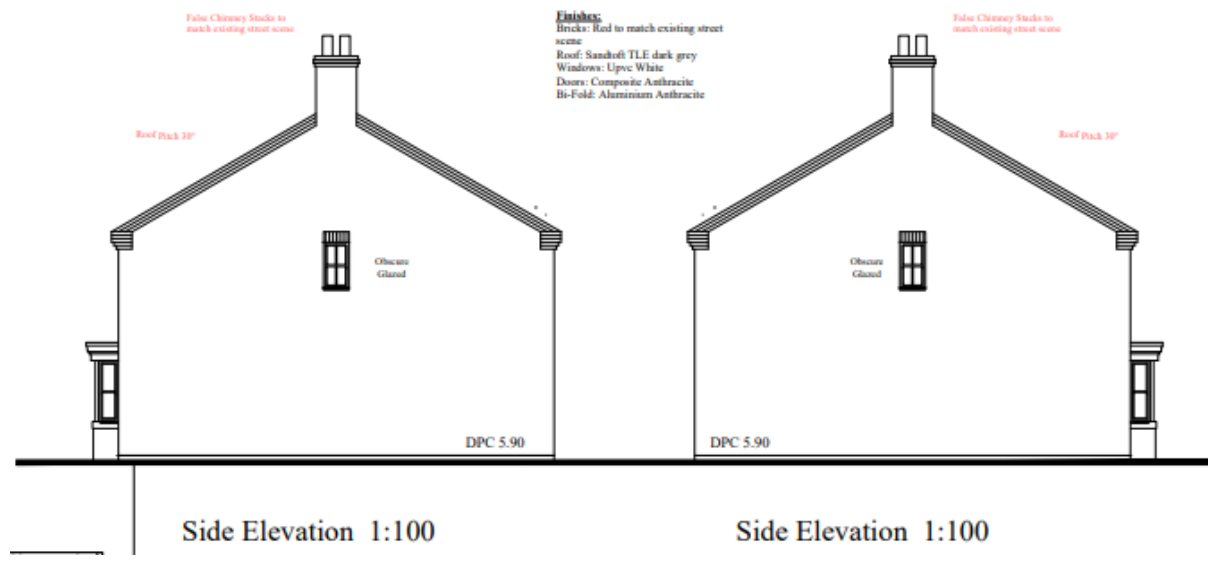 False Chimney Stacks to
match existing street scene
Finishes:
Bricks: Red to match existing street
scene
Roof: Sandtoft TLE dark grey
Windows: Upvc White
Doors: Composite Anthracite
Bi-Fold: Aluminium Anthracite
False Chimney Stacks to
match existing street scene
Roof Pitch 30°
Roof Pitch 30°
Obscure
Glazed
Obscure
Glazed
DPC 5.90
DPC 5.90
Side Elevation 1:100
Side Elevation 1:100